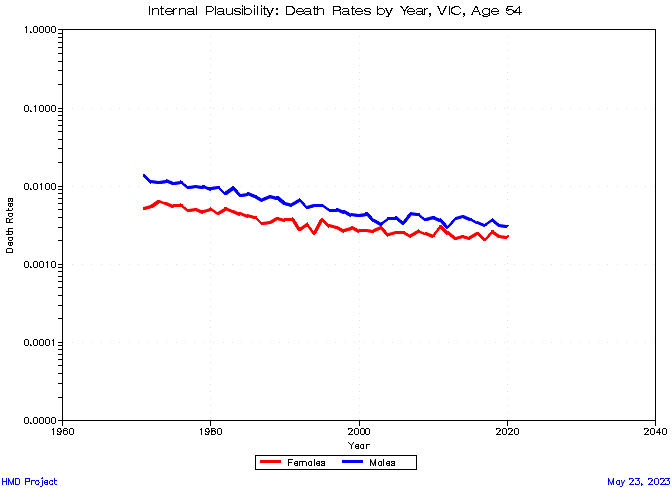 Internal Plausibility: Death Rates by Year, VIC, Age 54
1.0000
0.1000
0.0100
0.0010
0.0001
0.0000
Death Rates
1960
1980
2000
2020
2040
Year
Females
Males
HMD Project
May 23, 2023